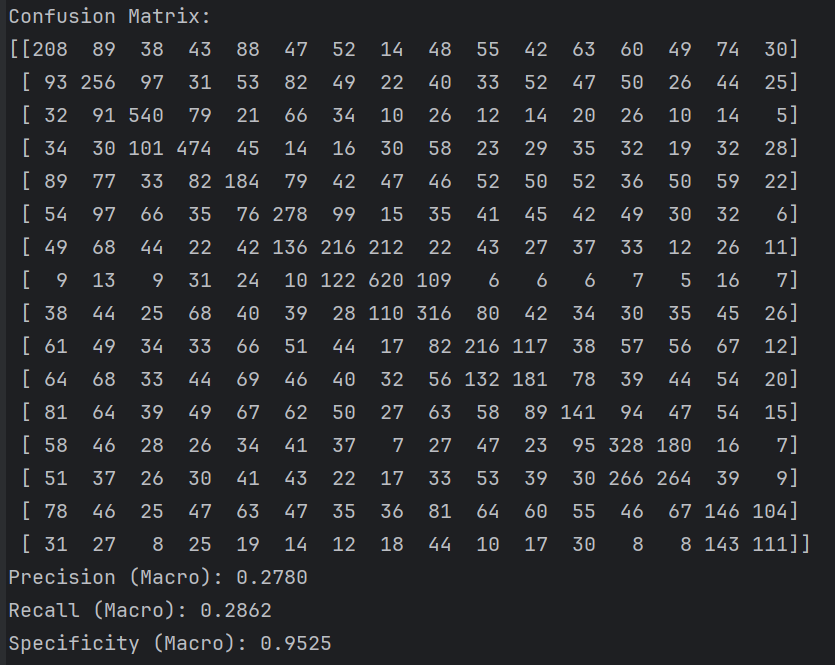 Confusion Matrix:
[[208  89  38  43  88  47  52  14  48  55  42  63  60  49  74  30]
 [ 93 256  97  31  53  82  49  22  40  33  52  47  50  26  44  25]
 [ 32  91 540  79  21  66  34  10  26  12  14  20  26  10  14   5]
 [ 34  30 101 474  45  14  16  30  58  23  29  35  32  19  32  28]
 [ 89  77  33  82 184  79  42  47  46  52  50  52  36  50  59  22]
 [ 54  97  66  35  76 278  99  15  35  41  45  42  49  30  32   6]
 [ 49  68  44  22  42 136 216 212  22  43  27  37  33  12  26  11]
 [  9  13   9  31  24  10 122 620 109   6   6   6   7   5  16   7]
 [ 38  44  25  68  40  39  28 110 316  80  42  34  30  35  45  26]
 [ 61  49  34  33  66  51  44  17  82 216 117  38  57  56  67  12]
 [ 64  68  33  44  69  46  40  32  56 132 181  78  39  44  54  20]
 [ 81  64  39  49  67  62  50  27  63  58  89 141  94  47  54  15]
 [ 58  46  28  26  34  41  37   7  27  47  23  95 328 180  16   7]
 [ 51  37  26  30  41  43  22  17  33  53  39  30 266 264  39   9]
 [ 78  46  25  47  63  47  35  36  81  64  60  55  46  67 146 104]
 [ 31  27   8  25  19  14  12  18  44  10  17  30   8   8 143 111]]
Precision (Macro): 0.2780
Recall (Macro): 0.2862
Specificity (Macro): 0.9525